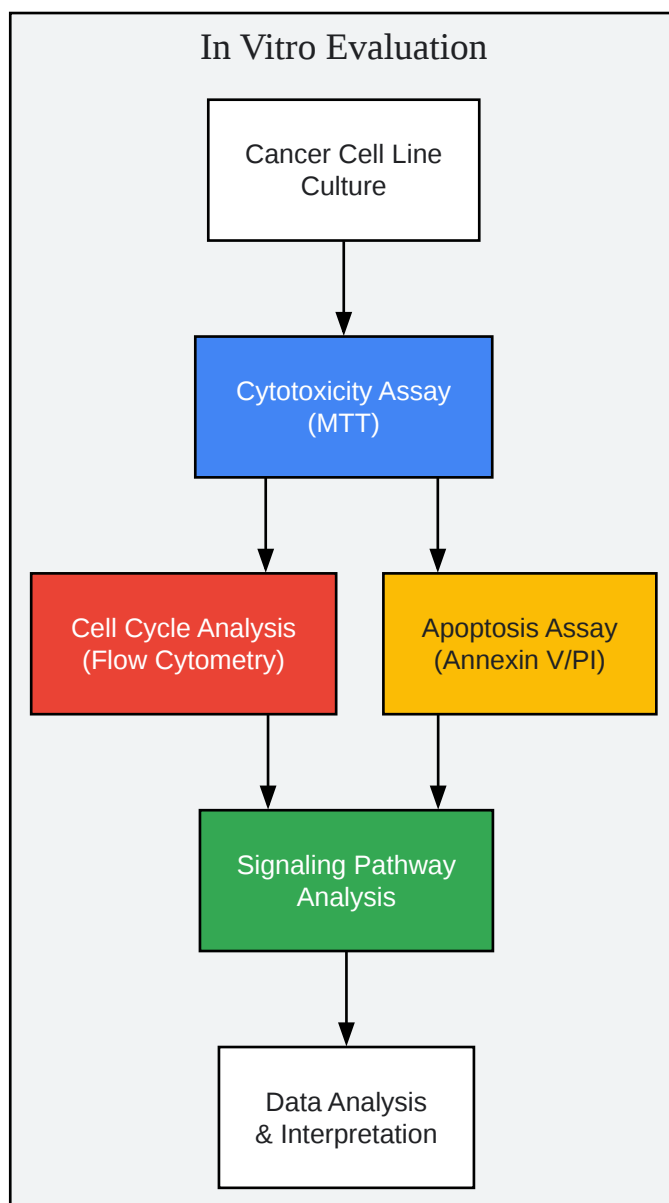 In Vitro Evaluation
Cancer Cell Line
Culture
Cytotoxicity Assay
(MTT)
Cell Cycle Analysis
(Flow Cytometry)
Apoptosis Assay
(Annexin V/PI)
Signaling Pathway
Analysis
Data Analysis
& Interpretation